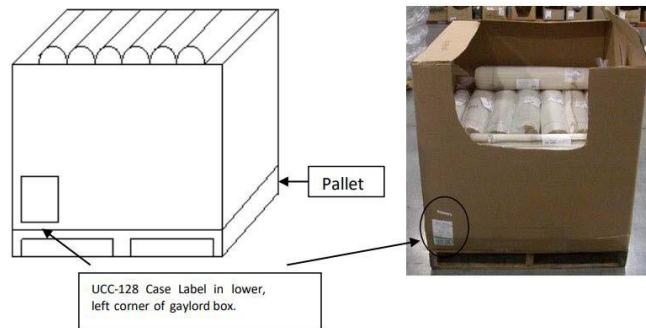 Pallet
UCC-128 Case Label in lower,
left corner of gaylord box.